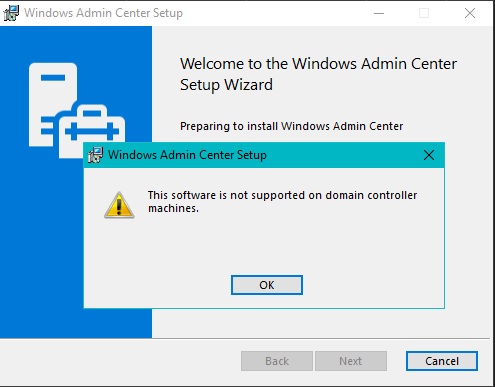 Windows Admin Center Setup
Welcome to the Windows Admin Center
Setup Wizard
Preparing to install Windows Admin Center
Windows Admin Center Setup
This software is not supported on domain controller
machines.
OK
Back
Next
Cancel